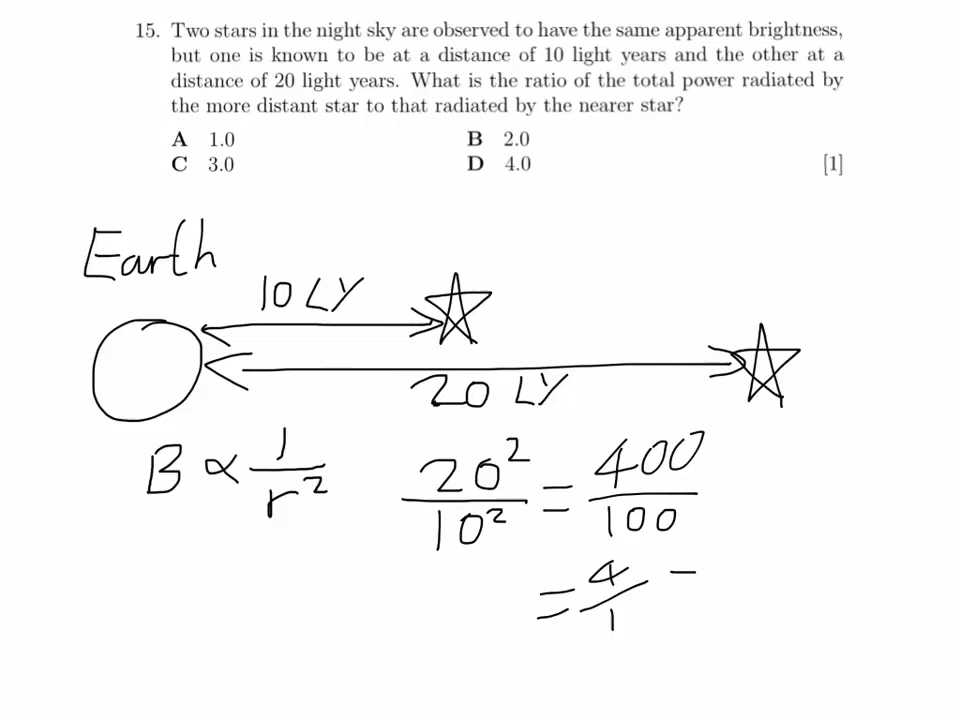 15. Two stars in the night sky are observed to have the same apparent brightness,
but one is known to be at a distance of 10 light years and the other at a
distance of 20 light years. What is the ratio of the total power radiated by
the more distant star to that radiated by the nearer star?
A 1.0 B 2.0
C 3.0 D 4.0 [1]
Earth
10 LY
20 LY
B ∝ 1/r² 20²/10² = 400/100
= 4/1 –